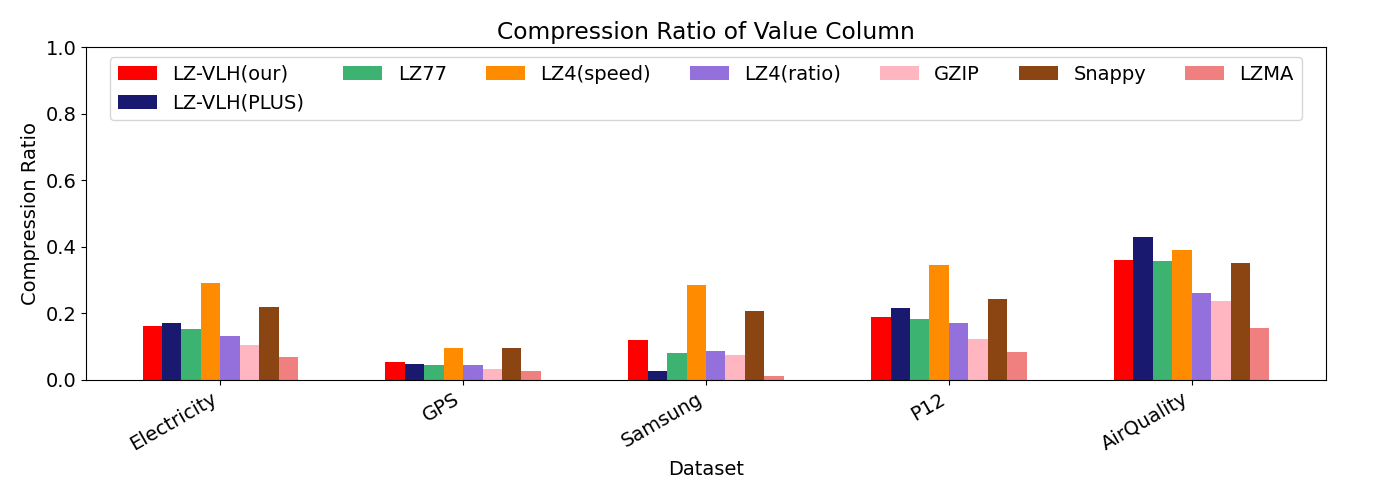 Compression Ratio of Value Column
LZ-VLH(our) LZ77 LZ4(speed) LZ4(ratio) GZIP Snappy LZMA
LZ-VLH(PLUS)
Compression Ratio
1.0
0.8
0.6
0.4
0.2
0.0
Electricity GPS Samsung P12 AirQuality
Dataset